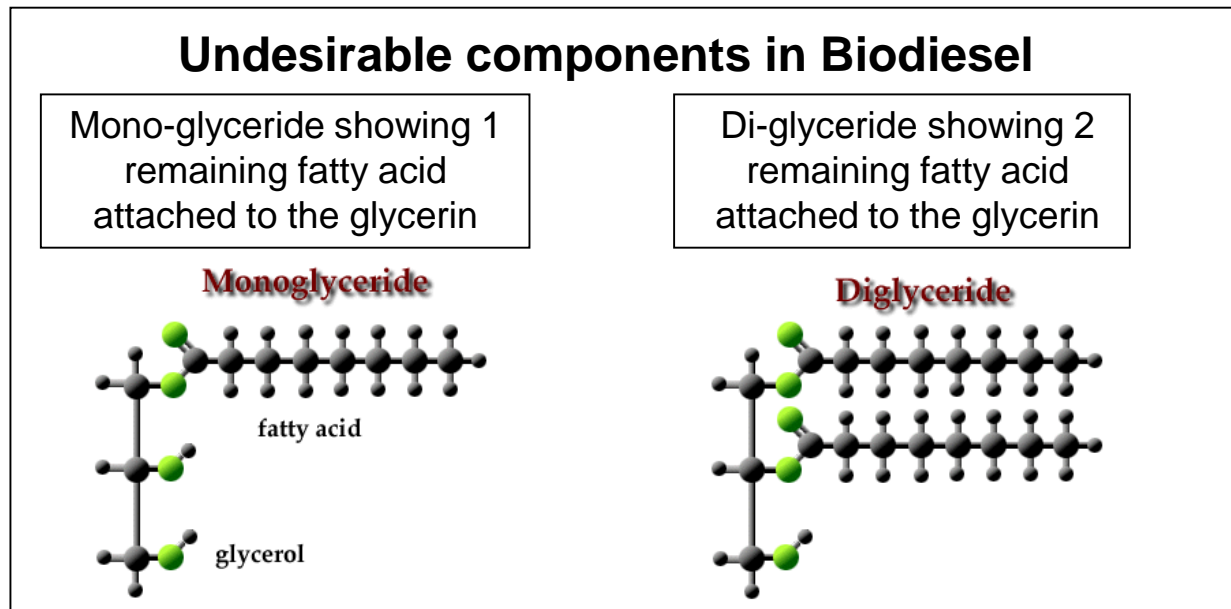 Undesirable components in Biodiesel
Mono-glyceride showing 1
remaining fatty acid
attached to the glycerin
Di-glyceride showing 2
remaining fatty acid
attached to the glycerin
Monoglyceride
Diglyceride
fatty acid
glycerol